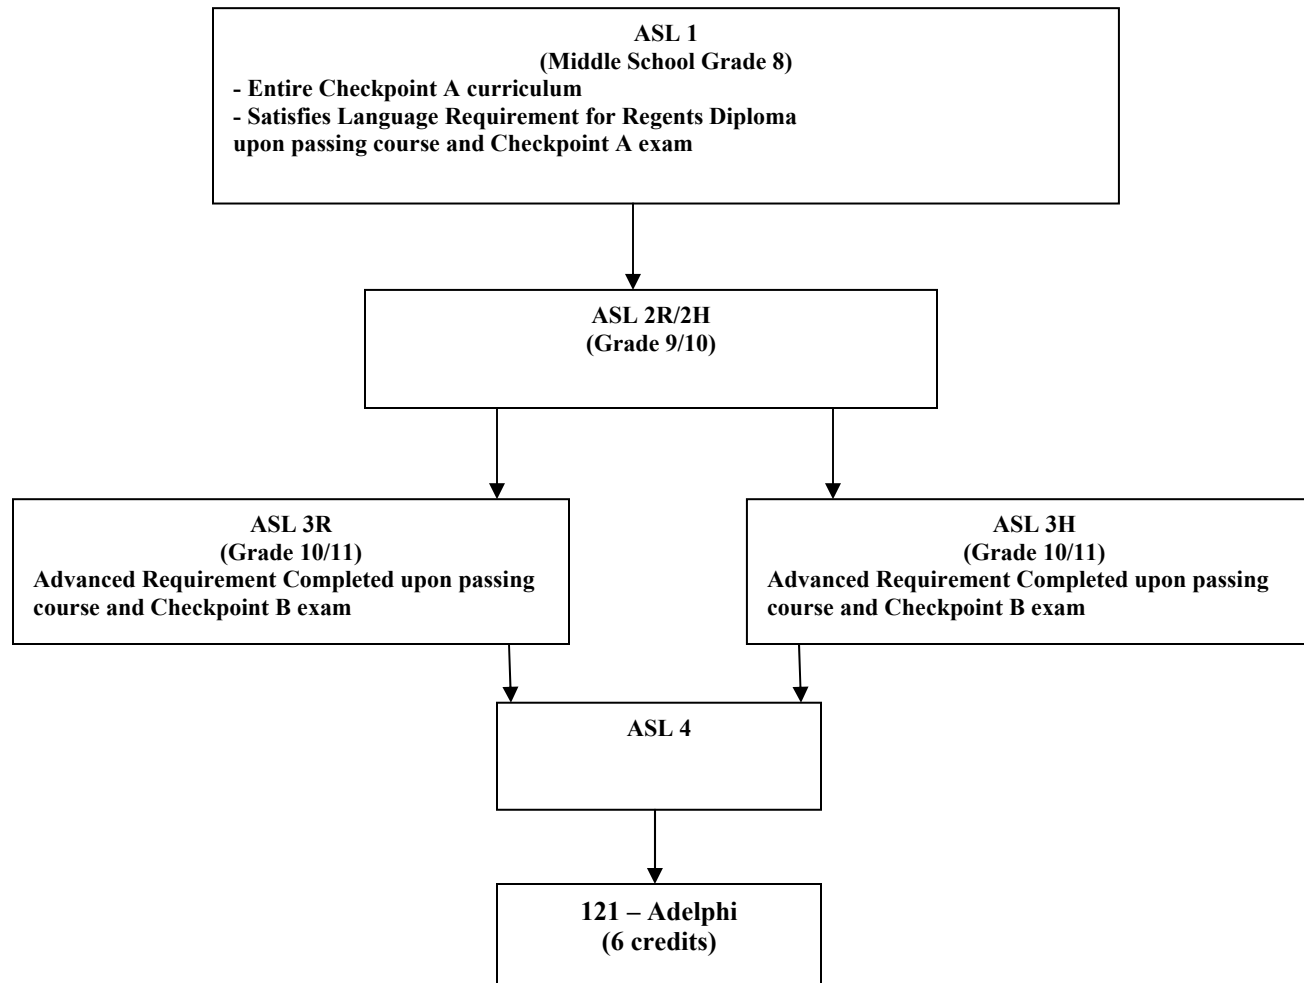 ASL 1
(Middle School Grade 8)
- Entire Checkpoint A curriculum
- Satisfies Language Requirement for Regents Diploma
upon passing course and Checkpoint A exam
ASL 2R/2H
(Grade 9/10)
ASL 3R
(Grade 10/11)
Advanced Requirement Completed upon passing
course and Checkpoint B exam
ASL 3H
(Grade 10/11)
Advanced Requirement Completed upon passing
course and Checkpoint B exam
ASL 4
121 – Adelphi
(6 credits)